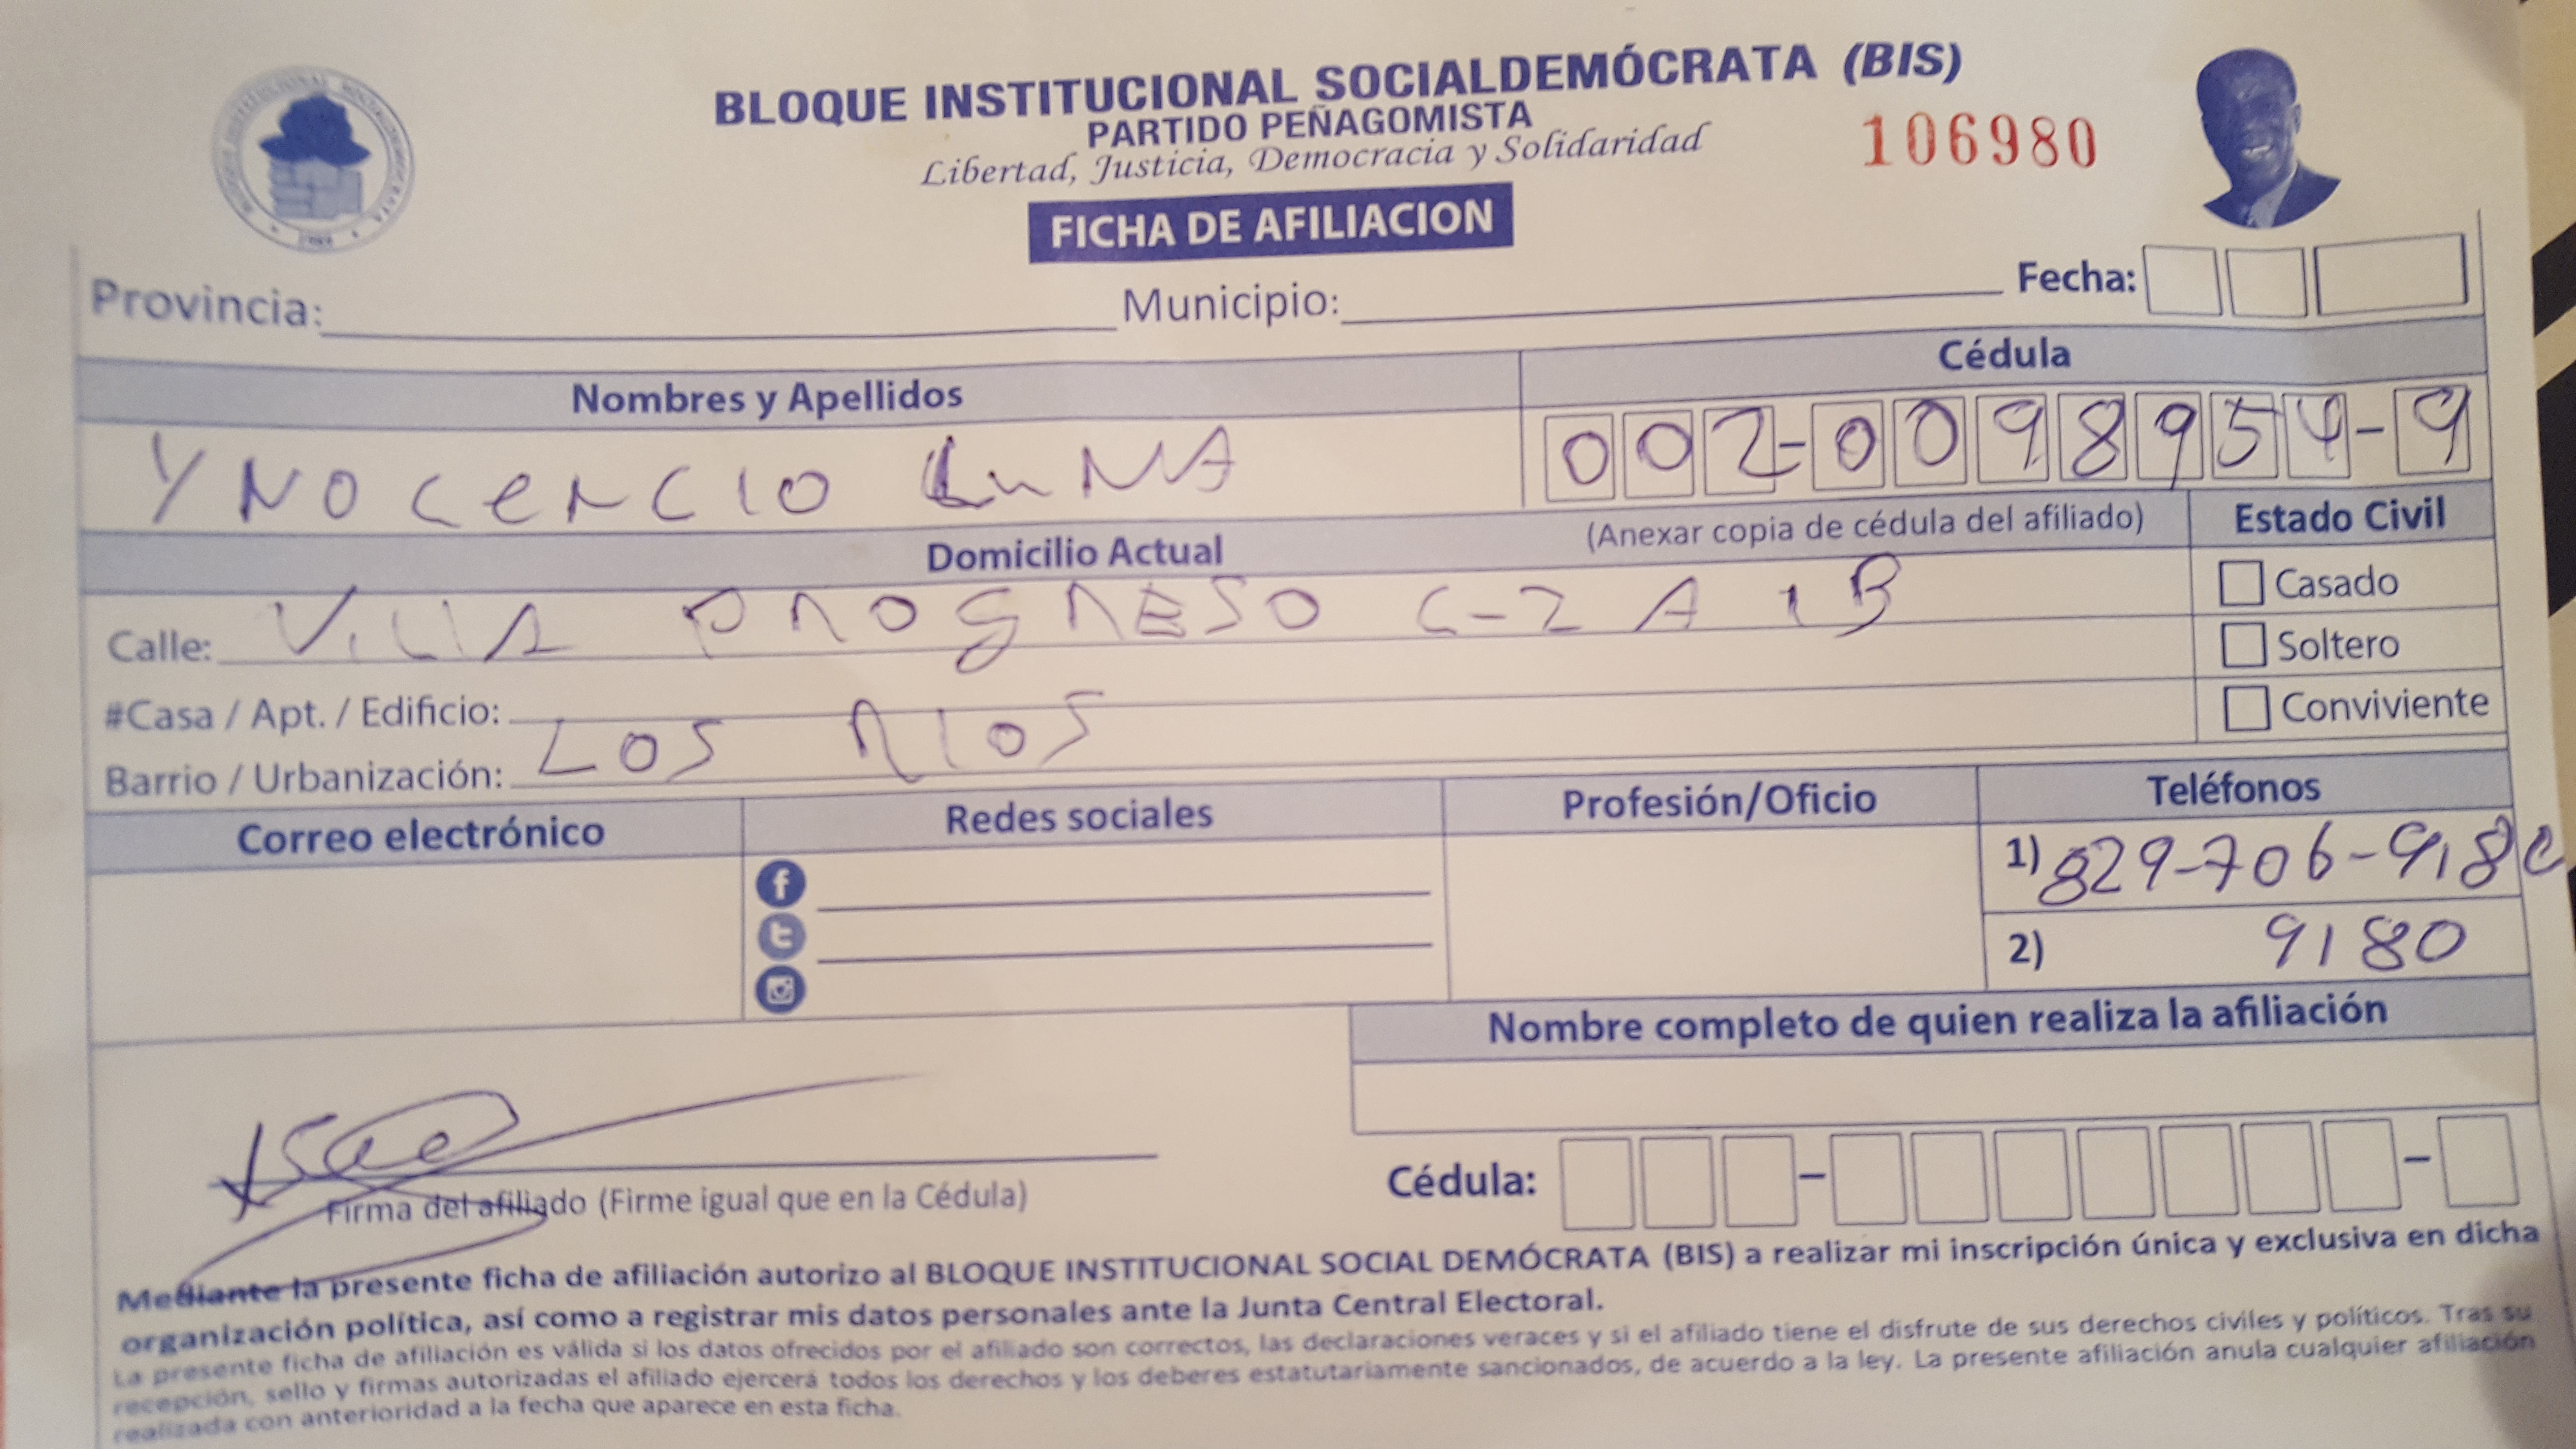 BLOQUE INSTITUCIONAL SOCIALDEMÓCRATA (BIS)
PARTIDO PEÑAGOMISTA
Libertad, Justicia, Democracia y Solidaridad
106980
FICHA DE AFILIACION
Provincia: Municipio: Fecha:
Nombres y Apellidos Cédula
YNOCENCIO LuNA 002-0098954-9
Domicilio Actual (Anexar copia de cédula del afiliado) Estado Civil
Calle: VILLA PROGRESO C-2 A 1 B Casado
Soltero
#Casa / Apt. / Edificio: Conviviente
Barrio / Urbanización: LOS RIOS
Correo electrónico Redes sociales Profesión/Oficio Teléfonos
1) 829-706-9180
2) 9180
Nombre completo de quien realiza la afiliación
Cédula: - -
Firma del afiliado (Firme igual que en la Cédula)
Mediante la presente ficha de afiliación autorizo al BLOQUE INSTITUCIONAL SOCIAL DEMÓCRATA (BIS) a realizar mi inscripción única y exclusiva en dicha
organización política, así como a registrar mis datos personales ante la Junta Central Electoral.
La presente ficha de afiliación es válida si los datos ofrecidos por el afiliado son correctos, las declaraciones veraces y si el afiliado tiene el disfrute de sus derechos civiles y políticos. Tras su
recepción, sello y firmas autorizadas el afiliado ejercerá todos los derechos y los deberes estatutariamente sancionados, de acuerdo a la ley. La presente afiliación anula cualquier afiliación
realizada con anterioridad a la fecha que aparece en esta ficha.